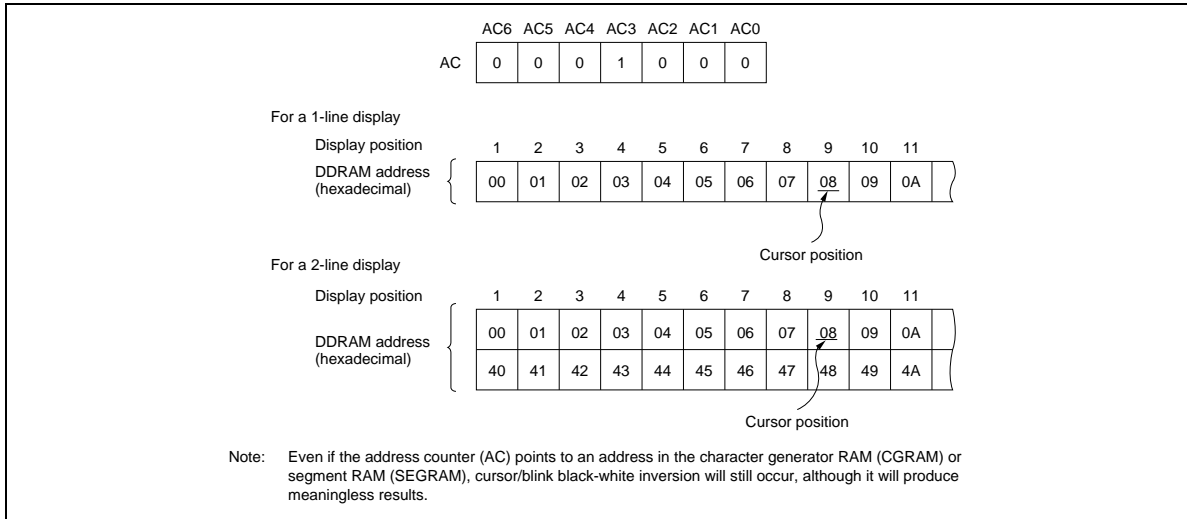 AC6 AC5 AC4 AC3 AC2 AC1 AC0
AC 0 0 0 1 0 0 0
For a 1-line display
Display position 1 2 3 4 5 6 7 8 9 10 11
DDRAM address
(hexadecimal)
00 01 02 03 04 05 06 07 08 09 0A
Cursor position
For a 2-line display
Display position 1 2 3 4 5 6 7 8 9 10 11
00 01 02 03 04 05 06 07 08 09 0A
DDRAM address
(hexadecimal)
40 41 42 43 44 45 46 47 48 49 4A
Cursor position
Note: Even if the address counter (AC) points to an address in the character generator RAM (CGRAM) or
segment RAM (SEGRAM), cursor/blink black-white inversion will still occur, although it will produce
meaningless results.